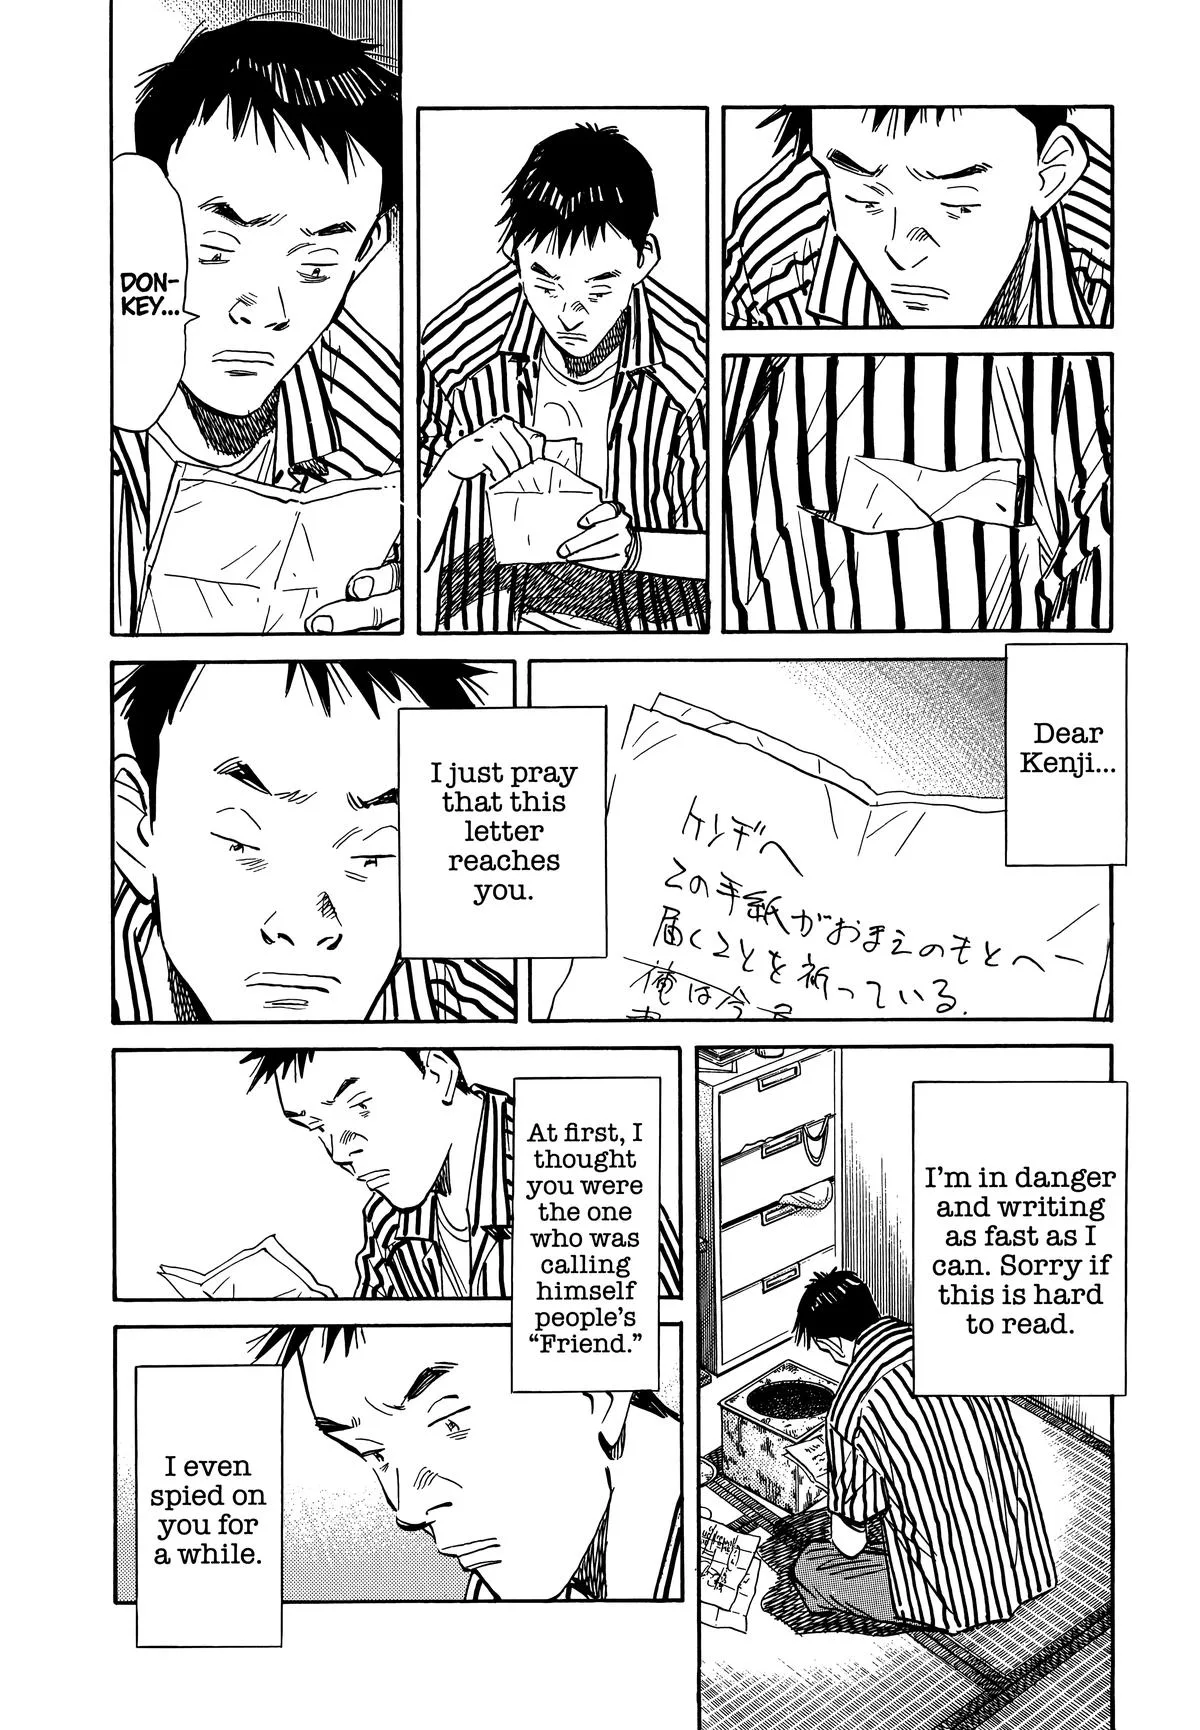 DON-
KEY...
Dear
Kenji...
ケンヂへ
この手紙がおまえのもとへ
届くことを祈っている.
俺は今
I just pray
that this
letter
reaches
you.
I'm in danger
and writing
as fast as I
can. Sorry if
this is hard
to read.
At first, I
thought
you were
the one
who was
calling
himself
people's
“Friend.”
I even
spied on
you for
a while.